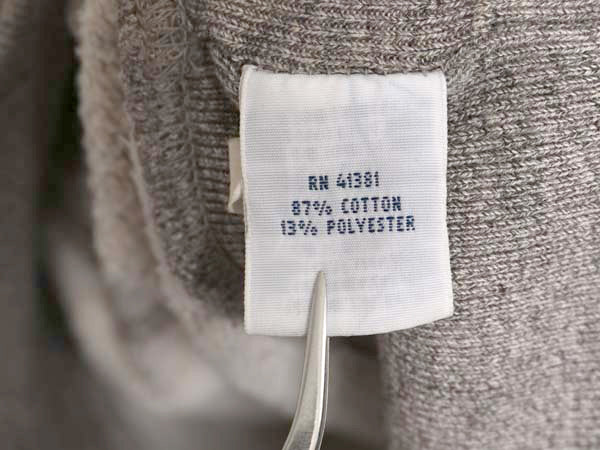 RN 41381
87% COTTON
13% POLYESTER